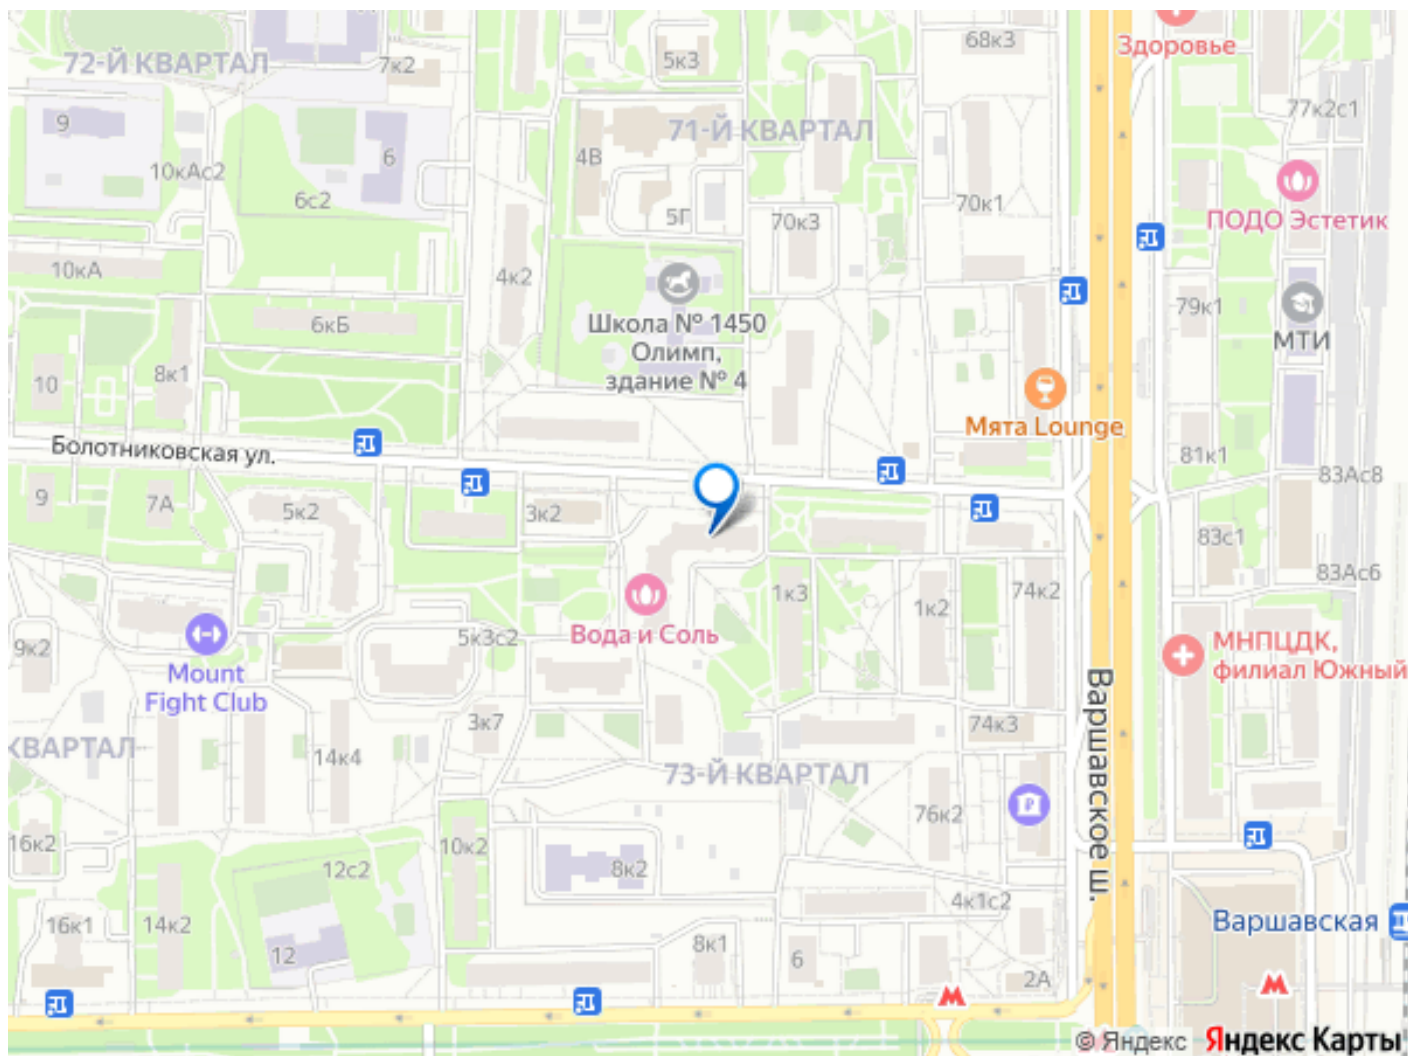 68к3
Здоровье
5к3
72-Й КВАРТАЛ
7к2
77к2с1
9
71-Й КВАРТАЛ
4В
6
10кАс2
6с2
5Г
70к1
70к3
ПОДО Эстетик
10кА
4к2
79к1
6кБ
Школа № 1450
Олимп,
здание № 4
МТИ
8к1
10
Мята Lounge
Болотниковская ул.
81к1
83Ас8
9
7А
5к2
3к2
83с1
83Ас6
1к3
74к2
1к2
Вода и Соль
5к3с2
9к2
МНПЦДК,
филиал Южный
Mount
Fight Club
Варшавское ш.
3к7
74к3
КВАРТАЛ
14к4
73-Й КВАРТАЛ
76к2
16к2
10к2
12с2
8к2
4к1с2
16к1
14к2
Варшавская
8к1
12
6
2А
© Яндекс Яндекс Карты